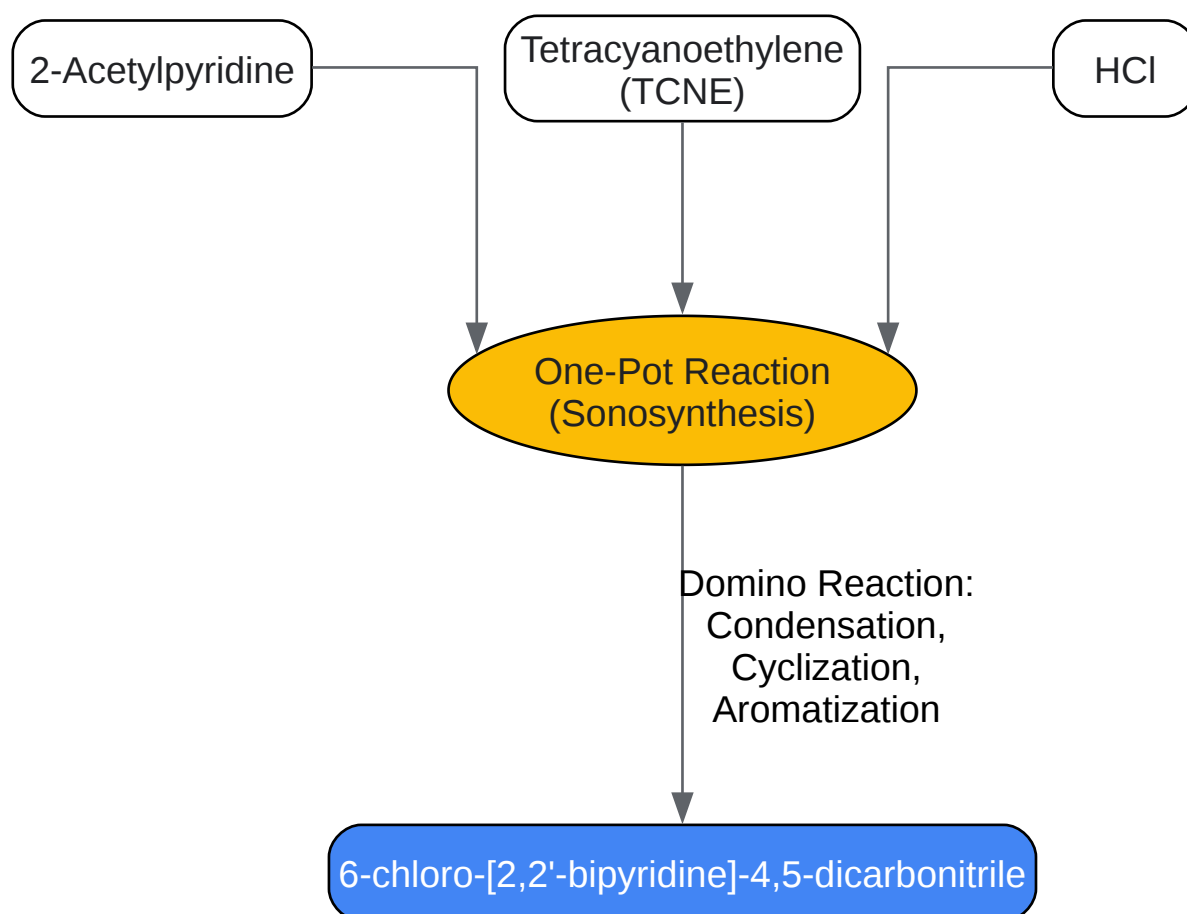 2-Acetylpyridine
Tetracyanoethylene
(TCNE)
HCl
One-Pot Reaction
(Sonosynthesis)
Domino Reaction:
Condensation,
Cyclization,
Aromatization
6-chloro-[2,2'-bipyridine]-4,5-dicarbonitrile